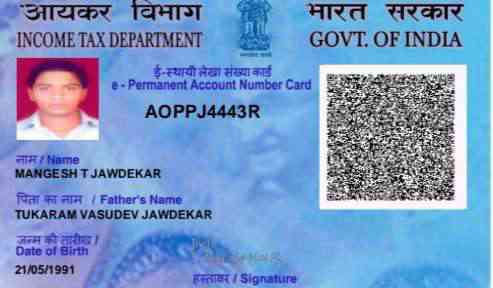 आयकर विभाग
INCOME TAX DEPARTMENT
भारत सरकार
GOVT. OF INDIA
ई-स्थायी लेखा संख्या कार्ड
e - Permanent Account Number Card
AOPPJ4443R
नाम / Name
MANGESH T JAWDEKAR
पिता का नाम / Father's Name
TUKARAM VASUDEV JAWDEKAR
जन्म की तारीख /
Date of Birth
21/05/1991
हस्ताक्षर / Signature